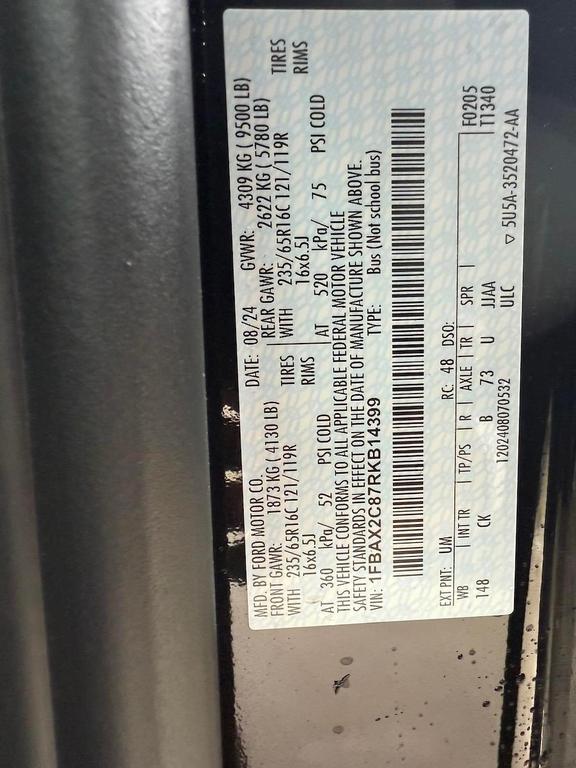 MFD. BY FORD MOTOR CO. DATE: 08/24 GVWR: 4309 KG ( 9500 LB)
FRONT GAWR: 1873 KG ( 4130 LB) REAR GAWR: 2622 KG ( 5780 LB)
WITH 235/65R16C 121/119R TIRES WITH 235/65R16C 121/119R TIRES
16x6.5J RIMS 16x6.5J RIMS
AT 360 kPa/ 52 PSI COLD AT 520 kPa/ 75 PSI COLD
THIS VEHICLE CONFORMS TO ALL APPLICABLE FEDERAL MOTOR VEHICLE
SAFETY STANDARDS IN EFFECT ON THE DATE OF MANUFACTURE SHOWN ABOVE.
VIN: 1FBAX2C87RKB14399 TYPE: Bus (Not school bus)
EXT PNT: UM RC: 48 DSO: F0205
WB | INT TR | TP/PS | R | AXLE | TR | SPR | T1340
148 CK B 73 U JJAA
ULC
1202408070532 ▽ 5U5A-3520472-AA